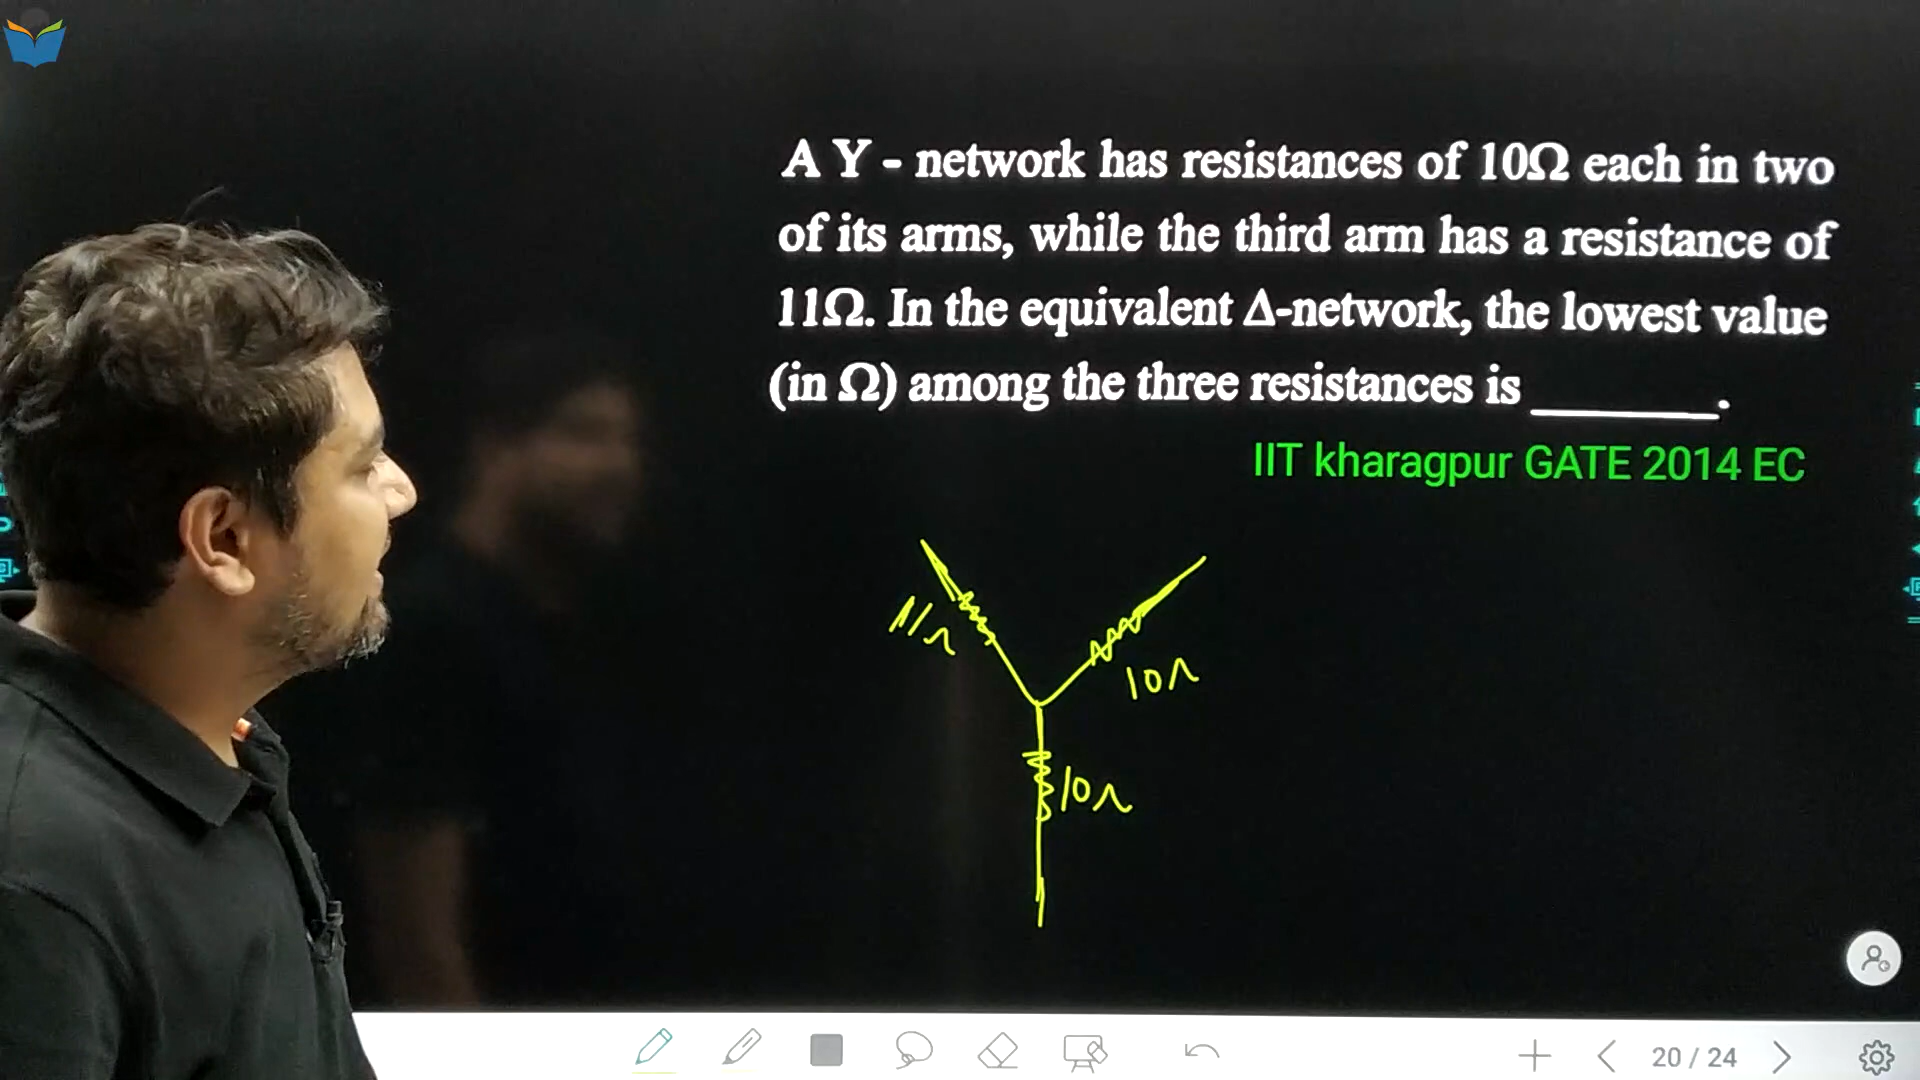 A Y - network has resistances of 10Ω each in two
of its arms, while the third arm has a resistance of
11Ω. In the equivalent Δ-network, the lowest value
(in Ω) among the three resistances is ________.
IIT kharagpur GATE 2014 EC
11Ω
10Ω
10Ω
20 / 24